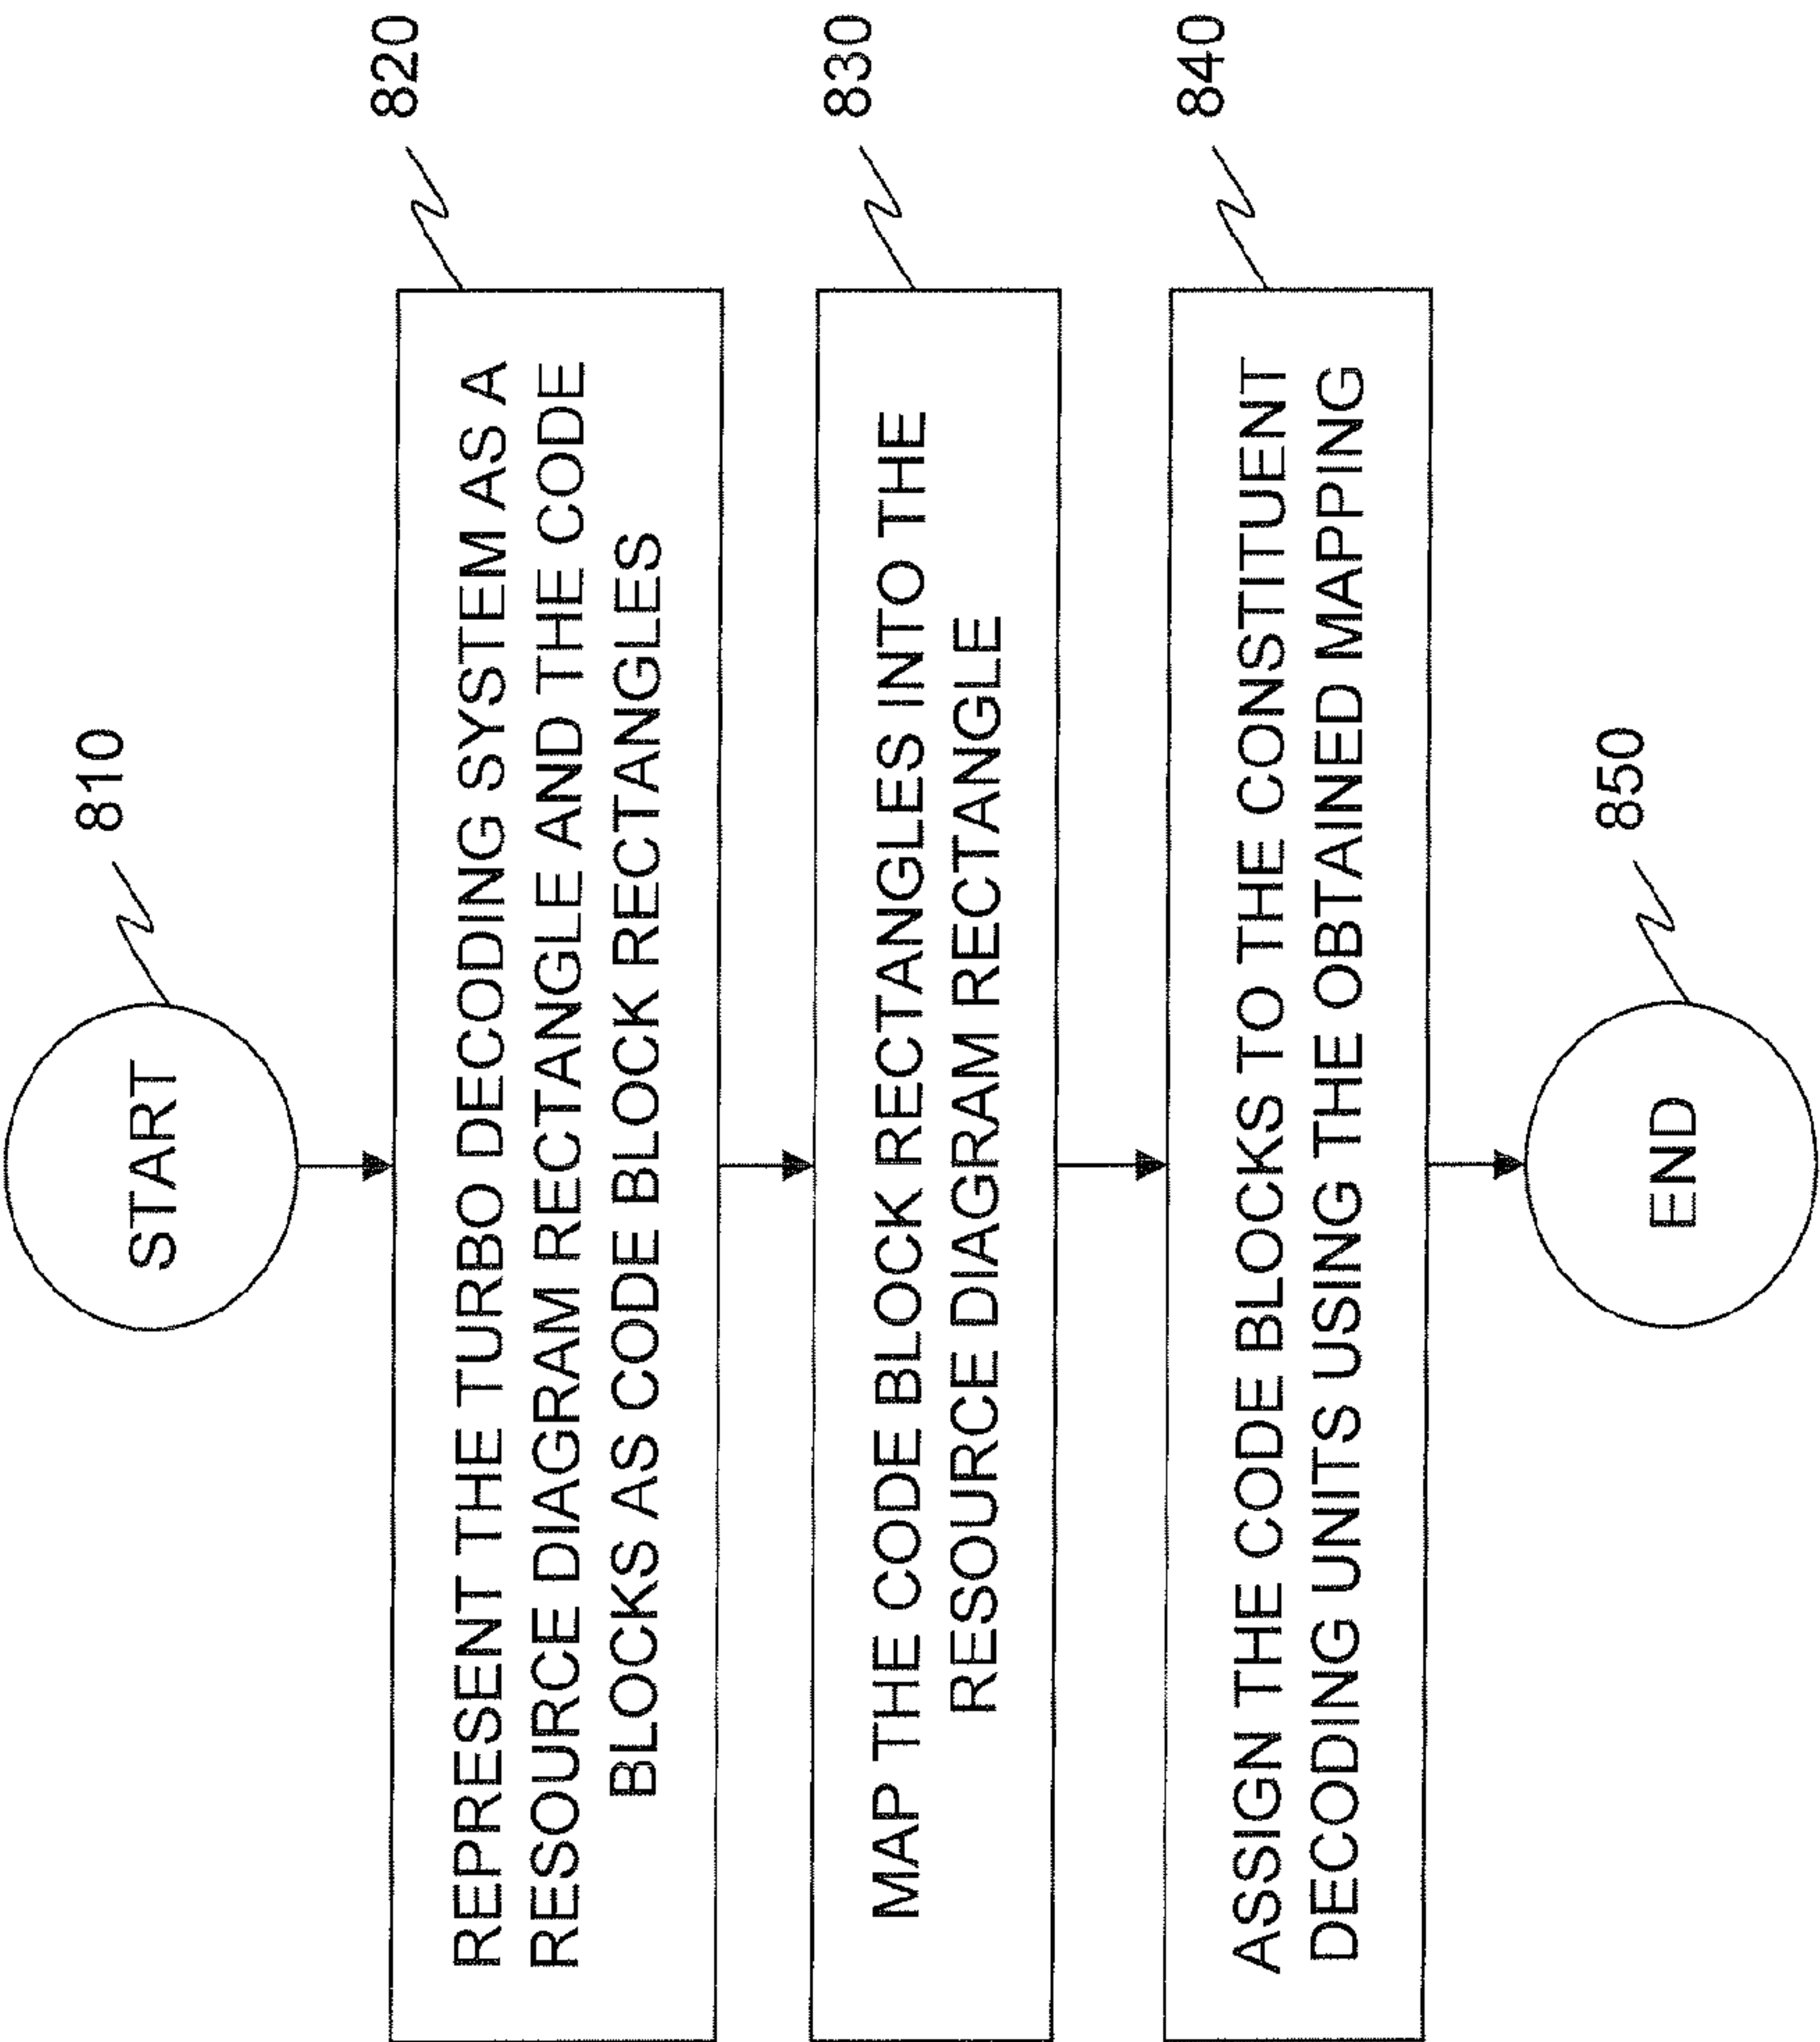 START
810
REPRESENT THE TURBO DECODING SYSTEM AS A
RESOURCE DIAGRAM RECTANGLE AND THE CODE
BLOCKS AS CODE BLOCK RECTANGLES
820
MAP THE CODE BLOCK RECTANGLES INTO THE
RESOURCE DIAGRAM RECTANGLE
830
ASSIGN THE CODE BLOCKS TO THE CONSTITUENT
DECODING UNITS USING THE OBTAINED MAPPING
840
END
850